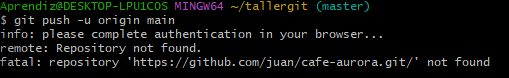 Aprendiz@DESKTOP-LPU1COS MINGW64 ~/tallergit (master)
$ git push -u origin main
info: please complete authentication in your browser...
remote: Repository not found.
fatal: repository 'https://github.com/juan/cafe-aurora.git/' not found